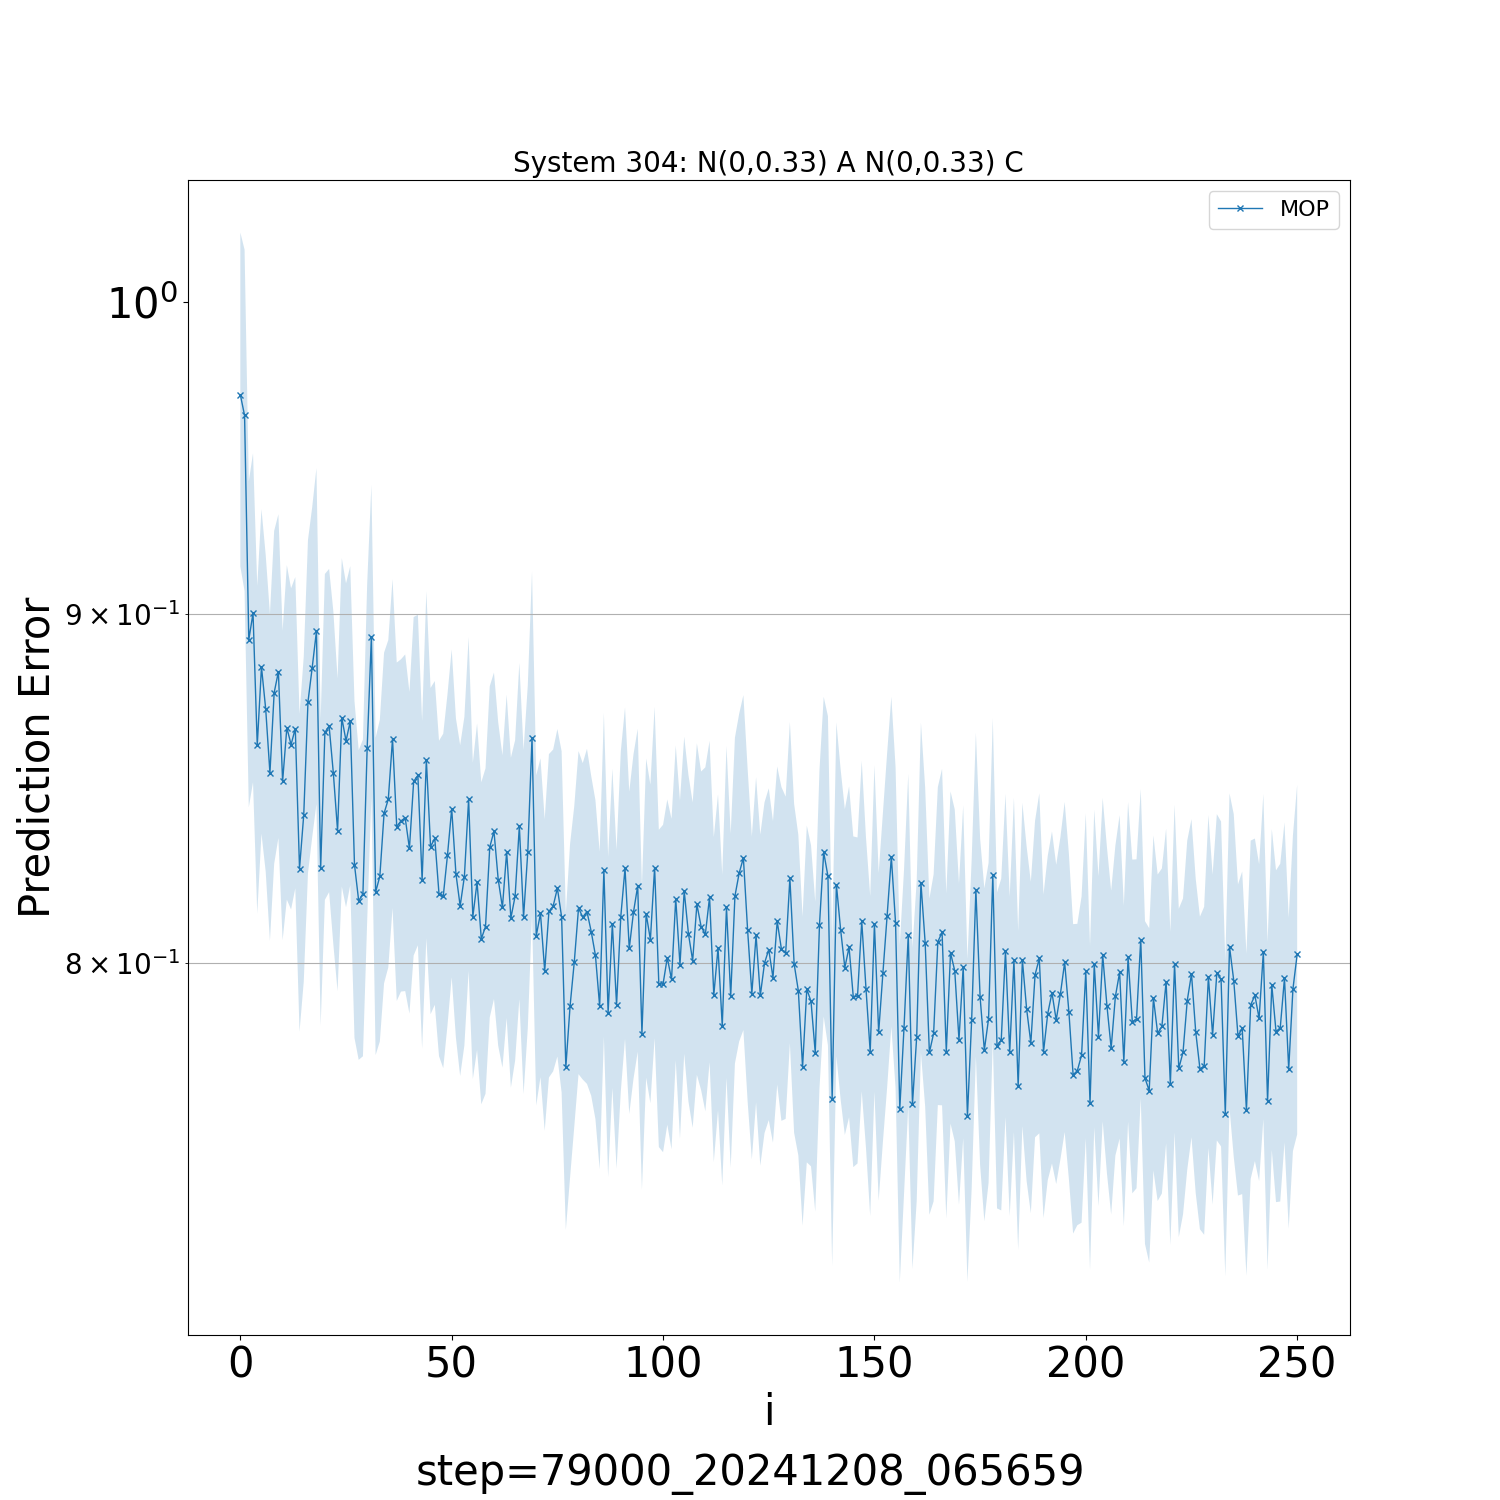 System 304: N(0,0.33) A N(0,0.33) C
MOP
10⁰
9 × 10⁻¹
8 × 10⁻¹
Prediction Error
0 50 100 150 200 250
i
step=79000_20241208_065659